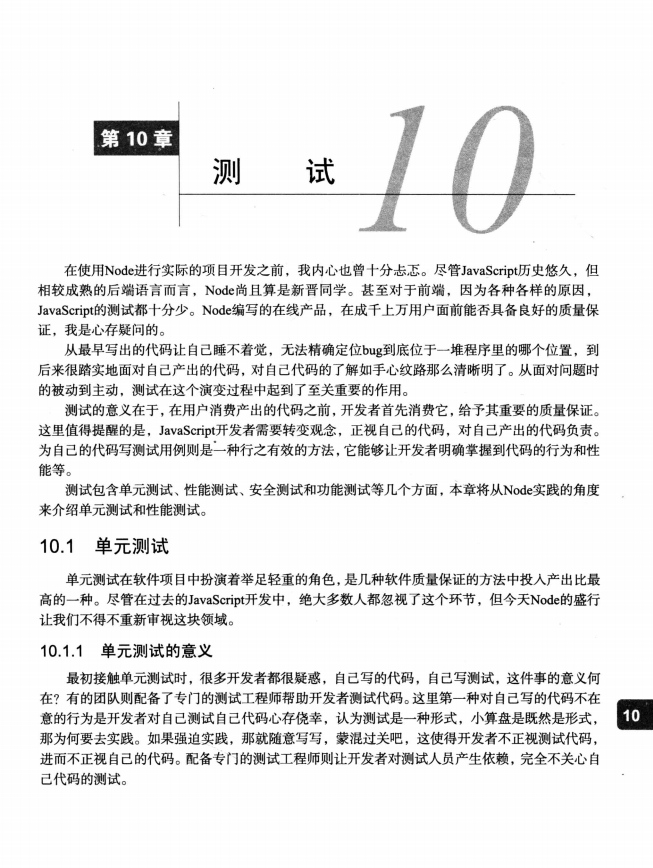 第 10 章
10
测 试
在使用Node进行实际的项目开发之前，我内心也曾十分忐忑。尽管JavaScript历史悠久，但
相较成熟的后端语言而言，Node尚且算是新晋同学。甚至对于前端，因为各种各样的原因，
JavaScript的测试都十分少。Node编写的在线产品，在成千上万用户面前能否具备良好的质量保
证，我是心存疑问的。
从最早写出的代码让自己睡不着觉，无法精确定位bug到底位于一堆程序里的哪个位置，到
后来很踏实地面对自己产出的代码，对自己代码的了解如手心纹路那么清晰明了。从面对问题时
的被动到主动，测试在这个演变过程中起到了至关重要的作用。
测试的意义在于，在用户消费产出的代码之前，开发者首先消费它，给予其重要的质量保证。
这里值得提醒的是，JavaScript开发者需要转变观念，正视自己的代码，对自己产出的代码负责。
为自己的代码写测试用例则是一种行之有效的方法，它能够让开发者明确掌握到代码的行为和性
能等。
测试包含单元测试、性能测试、安全测试和功能测试等几个方面，本章将从Node实践的角度
来介绍单元测试和性能测试。
10.1 单元测试
单元测试在软件项目中扮演着举足轻重的角色，是几种软件质量保证的方法中投入产出比最
高的一种。尽管在过去的JavaScript开发中，绝大多数人都忽视了这个环节，但今天Node的盛行
让我们不得不重新审视这块领域。
10.1.1 单元测试的意义
最初接触单元测试时，很多开发者都很疑惑，自己写的代码，自己写测试，这件事的意义何
在？有的团队则配备了专门的测试工程师帮助开发者测试代码。这里第一种对自己写的代码不在
意的行为是开发者对自己测试自己代码心存侥幸，认为测试是一种形式，小算盘是既然是形式，
那为何要去实践。如果强迫实践，那就随意写写，蒙混过关吧，这使得开发者不正视测试代码，
进而不正视自己的代码。配备专门的测试工程师则让开发者对测试人员产生依赖，完全不关心自
己代码的测试。
10